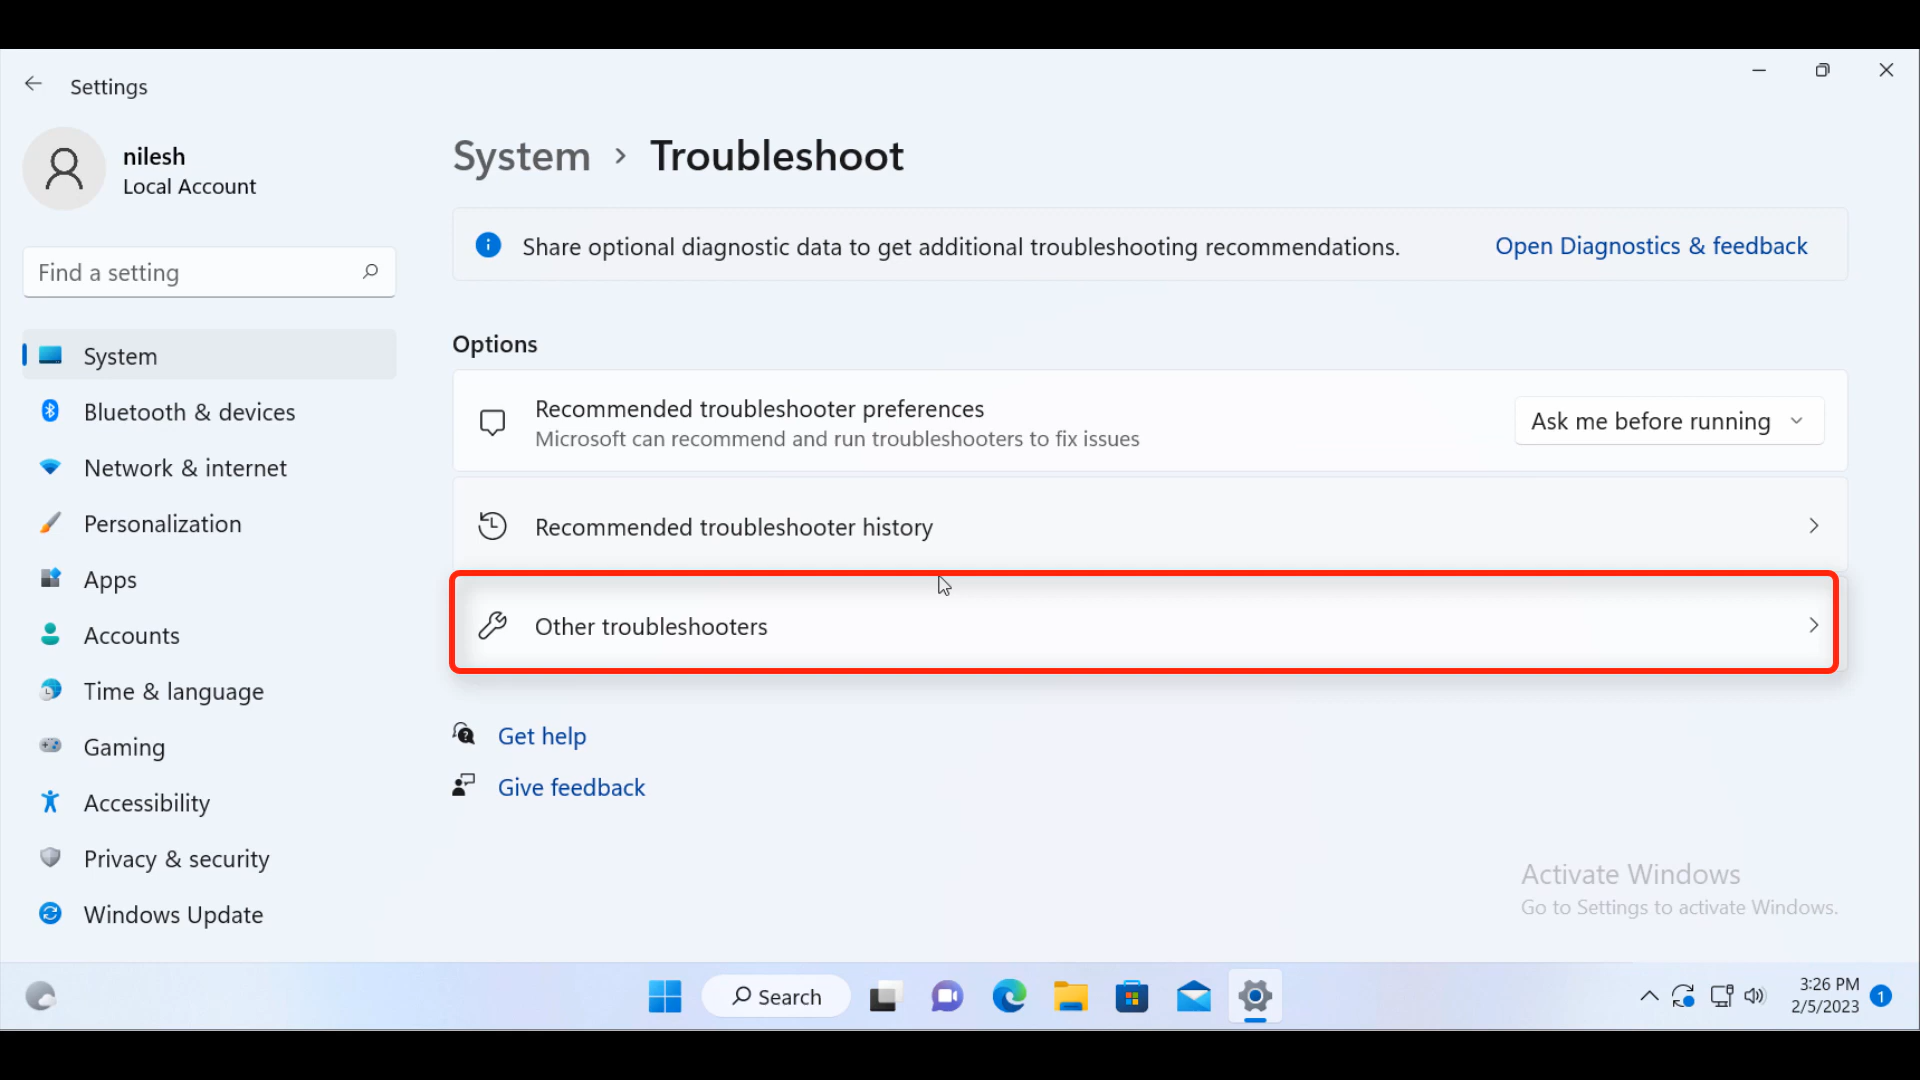 Settings
nilesh
Local Account
Find a setting
System
Bluetooth & devices
Network & internet
Personalization
Apps
Accounts
Time & language
Gaming
Accessibility
Privacy & security
Windows Update
System > Troubleshoot
Share optional diagnostic data to get additional troubleshooting recommendations. Open Diagnostics & feedback
Options
Recommended troubleshooter preferences
Microsoft can recommend and run troubleshooters to fix issues
Ask me before running
Recommended troubleshooter history
Other troubleshooters
Get help
Give feedback
Activate Windows
Go to Settings to activate Windows.
Search
3:26 PM
2/5/2023
1